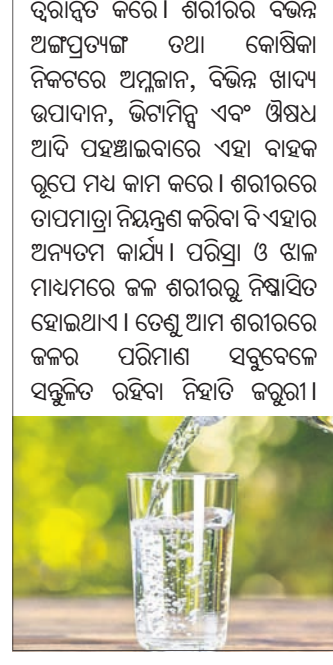 ତ୍ୱରାନ୍ୱିତ କରେ। ଶରୀରର ବିଭିନ୍ନ
ଅଙ୍ଗପ୍ରତ୍ୟଙ୍ଗ ତଥା କୋଷିକା
ନିକଟରେ ଅମ୍ଳଜାନ, ବିଭିନ୍ନ ଖାଦ୍ୟ
ଉପାଦାନ, ଭିଟାମିନ୍ସ ଏବଂ ଔଷଧ
ଆଦି ପହଞ୍ଚାଇବାରେ ଏହା ବାହକ
ରୂପେ ମଧ୍ୟ କାମ କରେ। ଶରୀରରେ
ତାପମାତ୍ରା ନିୟନ୍ତ୍ରଣ କରିବା ବି ଏହାର
ଅନ୍ୟତମ କାର୍ଯ୍ୟ। ପରିସ୍ରା ଓ ଝାଳ
ମାଧ୍ୟମରେ ଜଳ ଶରୀରରୁ ନିଷ୍କାସିତ
ହୋଇଥାଏ। ତେଣୁ ଆମ ଶରୀରରେ
ଜଳର ପରିମାଣ ସବୁବେଳେ
ସନ୍ତୁଳିତ ରହିବା ନିହାତି ଜରୁରୀ।